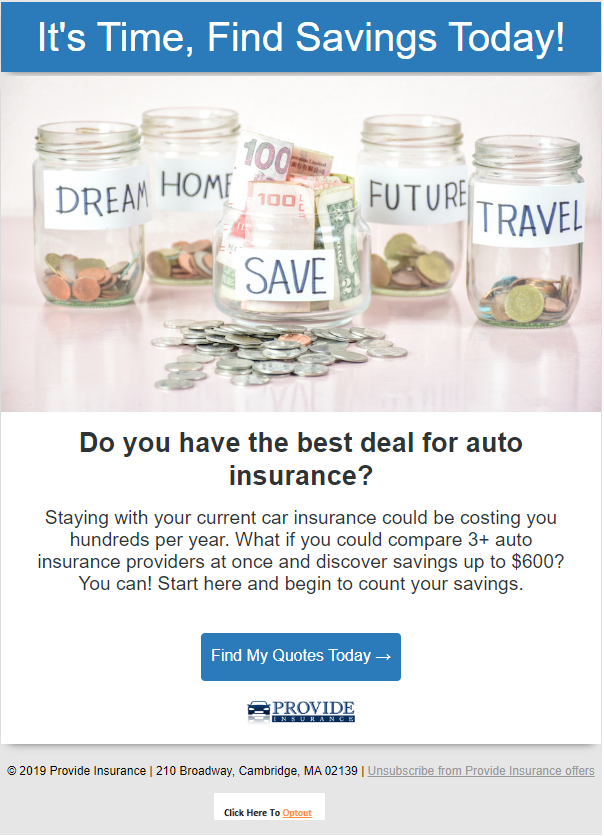 It's Time, Find Savings Today!
DREAM
HOME
100
100
SAVE
FUTURE
TRAVEL
Do you have the best deal for auto
insurance?
Staying with your current car insurance could be costing you
hundreds per year. What if you could compare 3+ auto
insurance providers at once and discover savings up to $600?
You can! Start here and begin to count your savings.
Find My Quotes Today →
PROVIDE
INSURANCE
© 2019 Provide Insurance | 210 Broadway, Cambridge, MA 02139 | Unsubscribe from Provide Insurance offers
Click Here To Optout